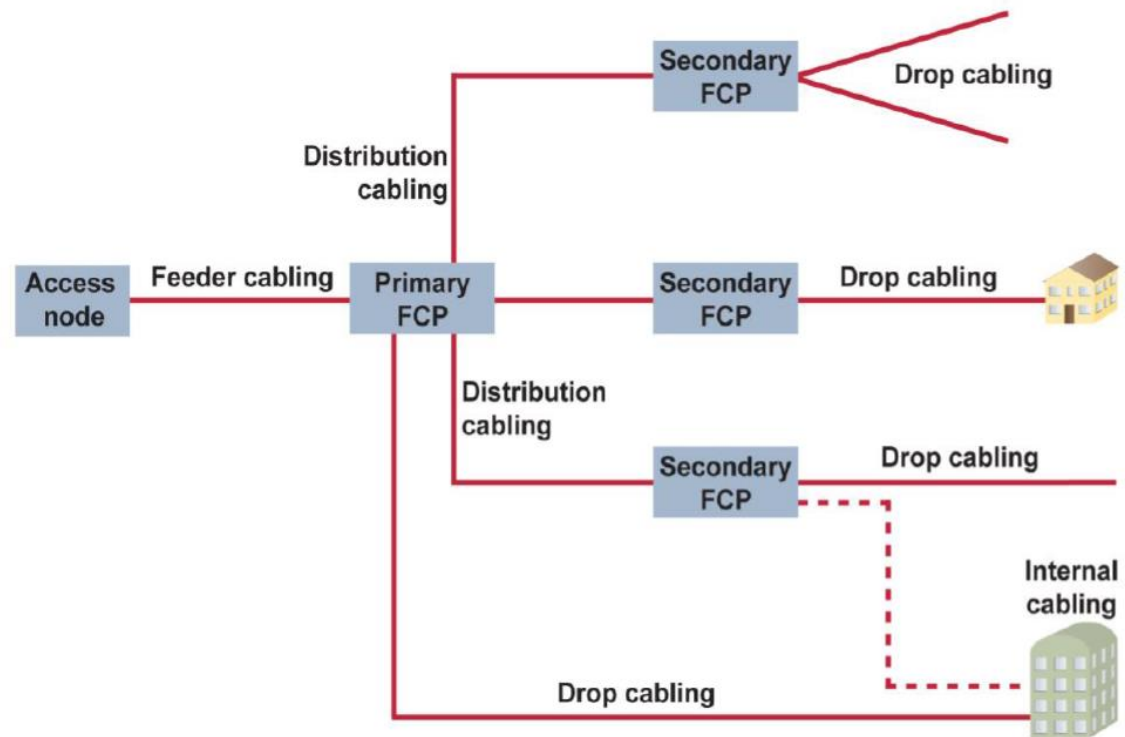 Secondary
FCP
Drop cabling
Distribution
cabling
Access
node
Feeder cabling
Primary
FCP
Secondary
FCP
Drop cabling
Distribution
cabling
Secondary
FCP
Drop cabling
Internal
cabling
Drop cabling